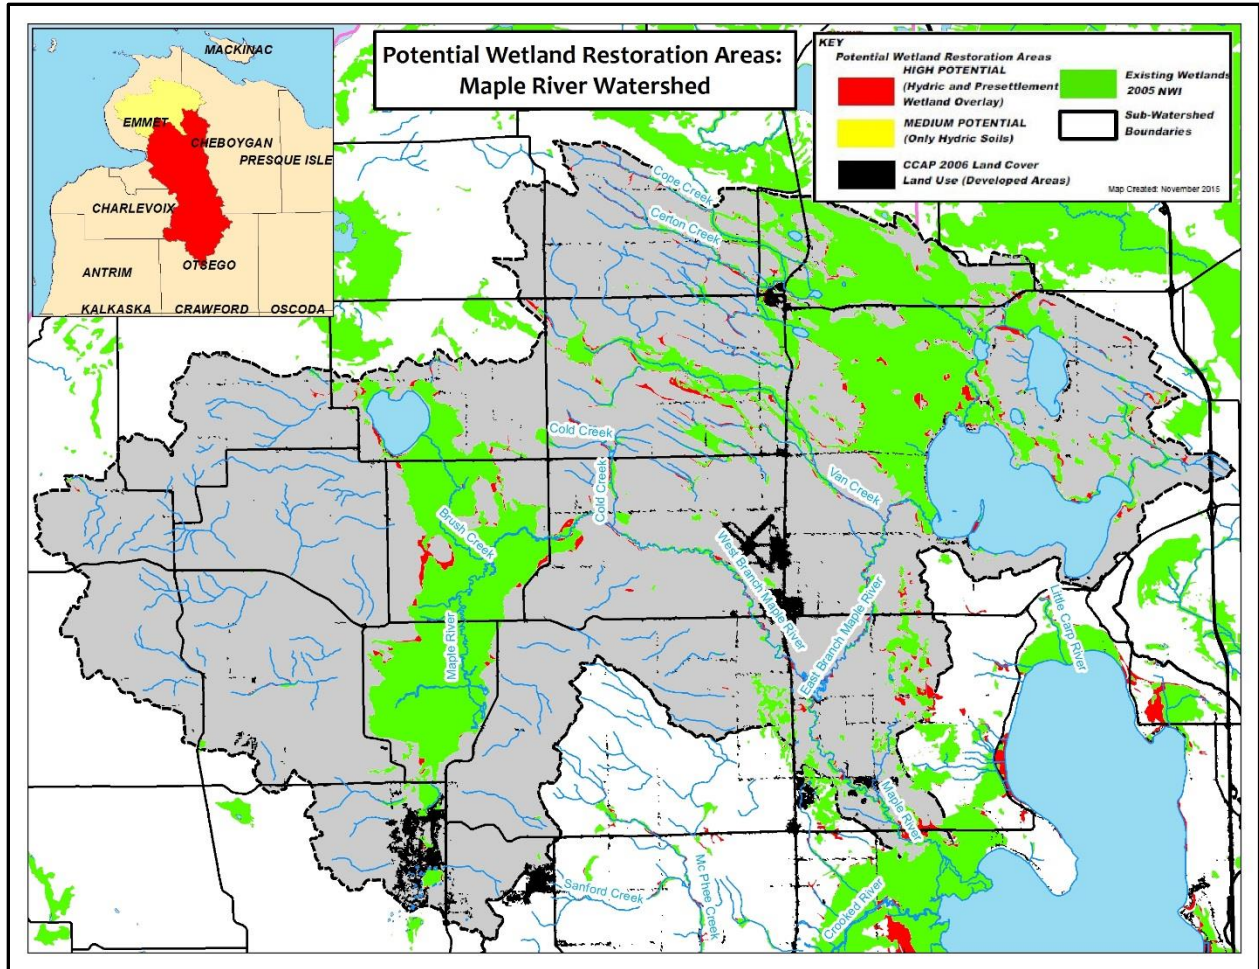 Potential Wetland Restoration Areas:
Maple River Watershed
MACKINAC
EMMET
CHEBOYGAN
PRESQUE ISLE
CHARLEVOIX
ANTRIM
OTSEGO
KALKASKA
CRAWFORD
OSCODA
KEY
Potential Wetland Restoration Areas
HIGH POTENTIAL
(Hydric and Presettlement
Wetland Overlay)
MEDIUM POTENTIAL
(Only Hydric Soils)
CCAP 2006 Land Cover
Land Use (Developed Areas)
Existing Wetlands
2005 NWI
Sub-Watershed
Boundaries
Map Created: November 2015
Cope Creek
Certon Creek
Cold Creek
Cold Creek
Van Creek
Brush Creek
West Branch Maple River
East Branch Maple River
Maple River
Little Carp River
Maple River
Sanford Creek
Mc Phee Creek
Crooked River